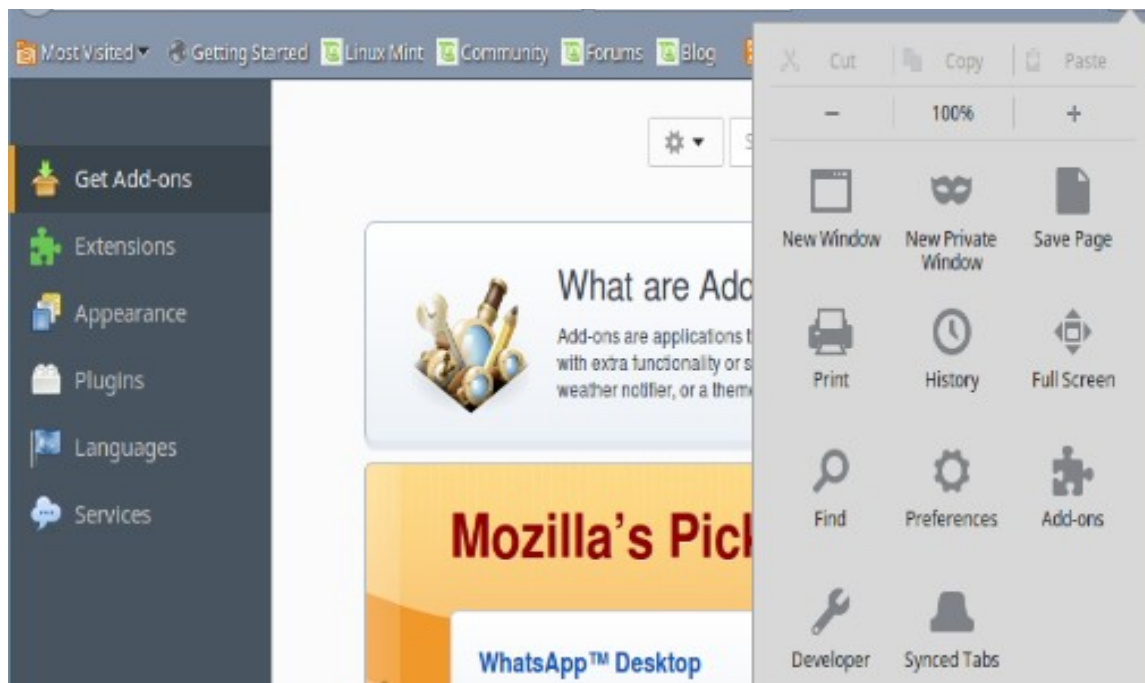 Most Visited Getting Started Linux Mint Community Forums Blog
Get Add-ons
Extensions
Appearance
Plugins
Languages
Services
What are Add
Add-ons are applications t
with extra functionality or s
weather notifier, or a them
Mozilla's Pick
WhatsApp™ Desktop
Cut Copy Paste
− 100% +
New Window New Private Save Page
Window
Print History Full Screen
Find Preferences Add-ons
Developer Synced Tabs